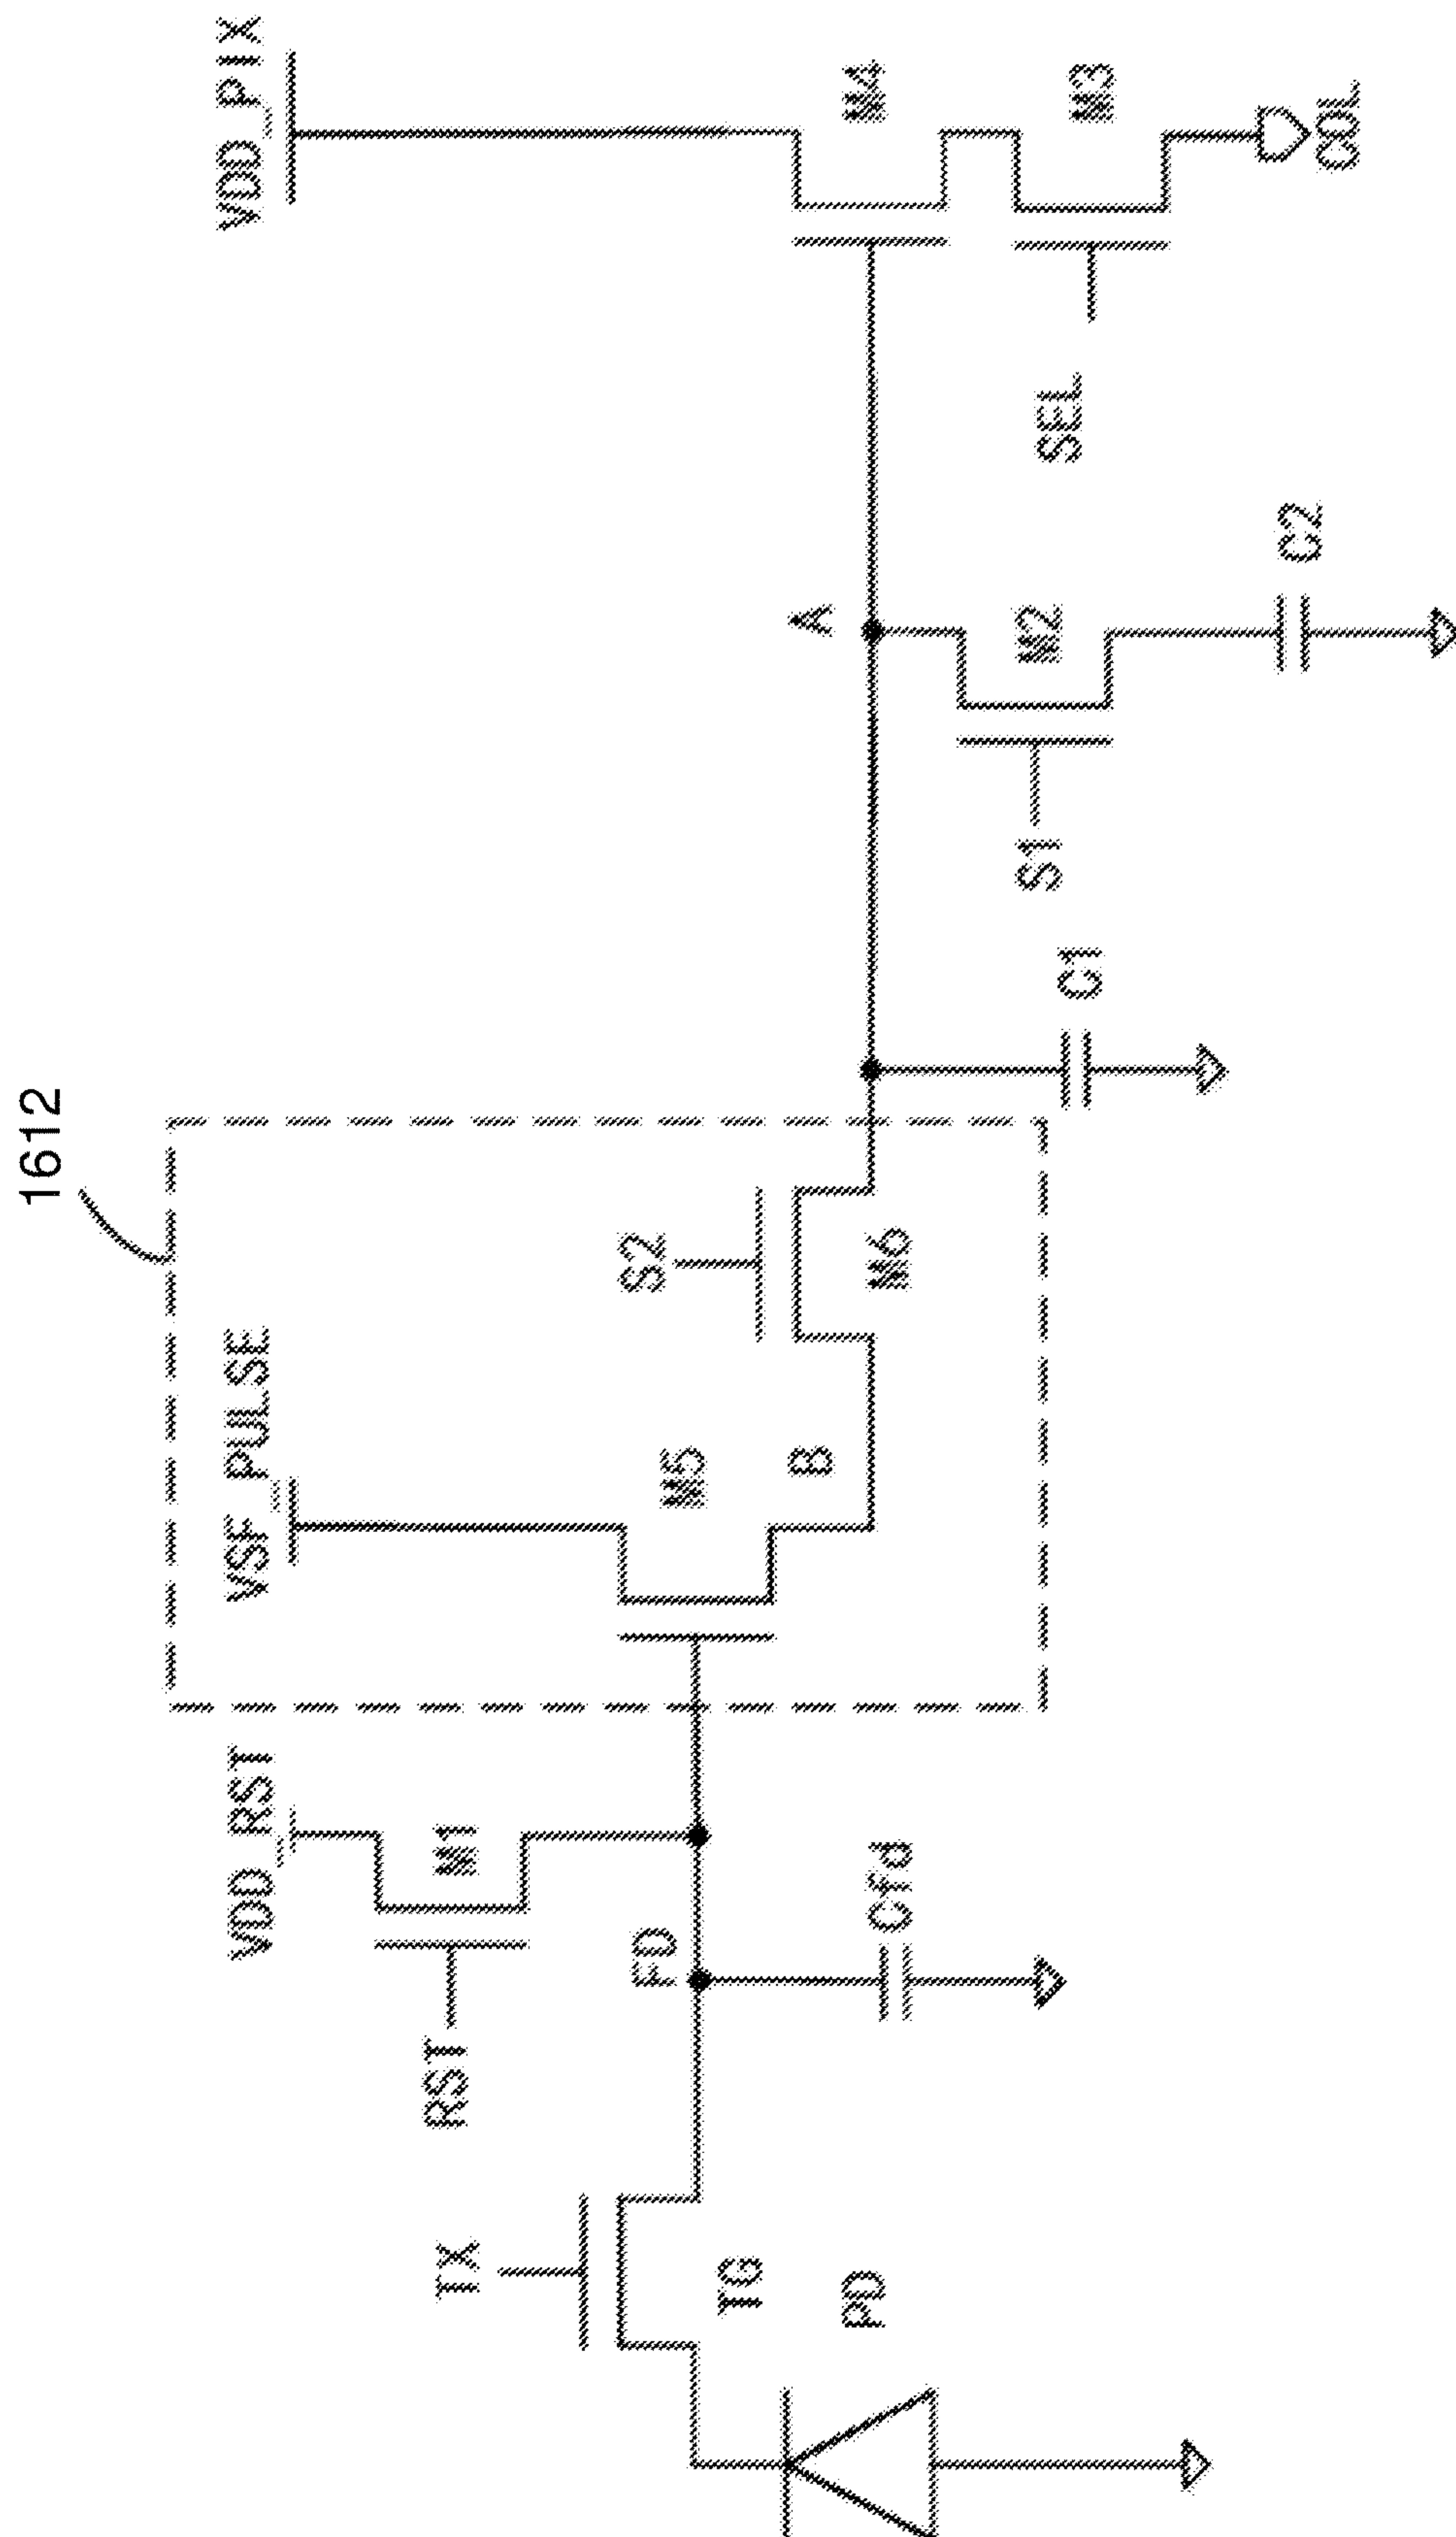 1612
VDD_PIX
VSF_PULSE
VDD_RST
M4
M3
COL
SEL
A
M2
C2
S1
C1
S2
M6
M5
B
M1
RST
FD
Cfd
TX
TG
PD